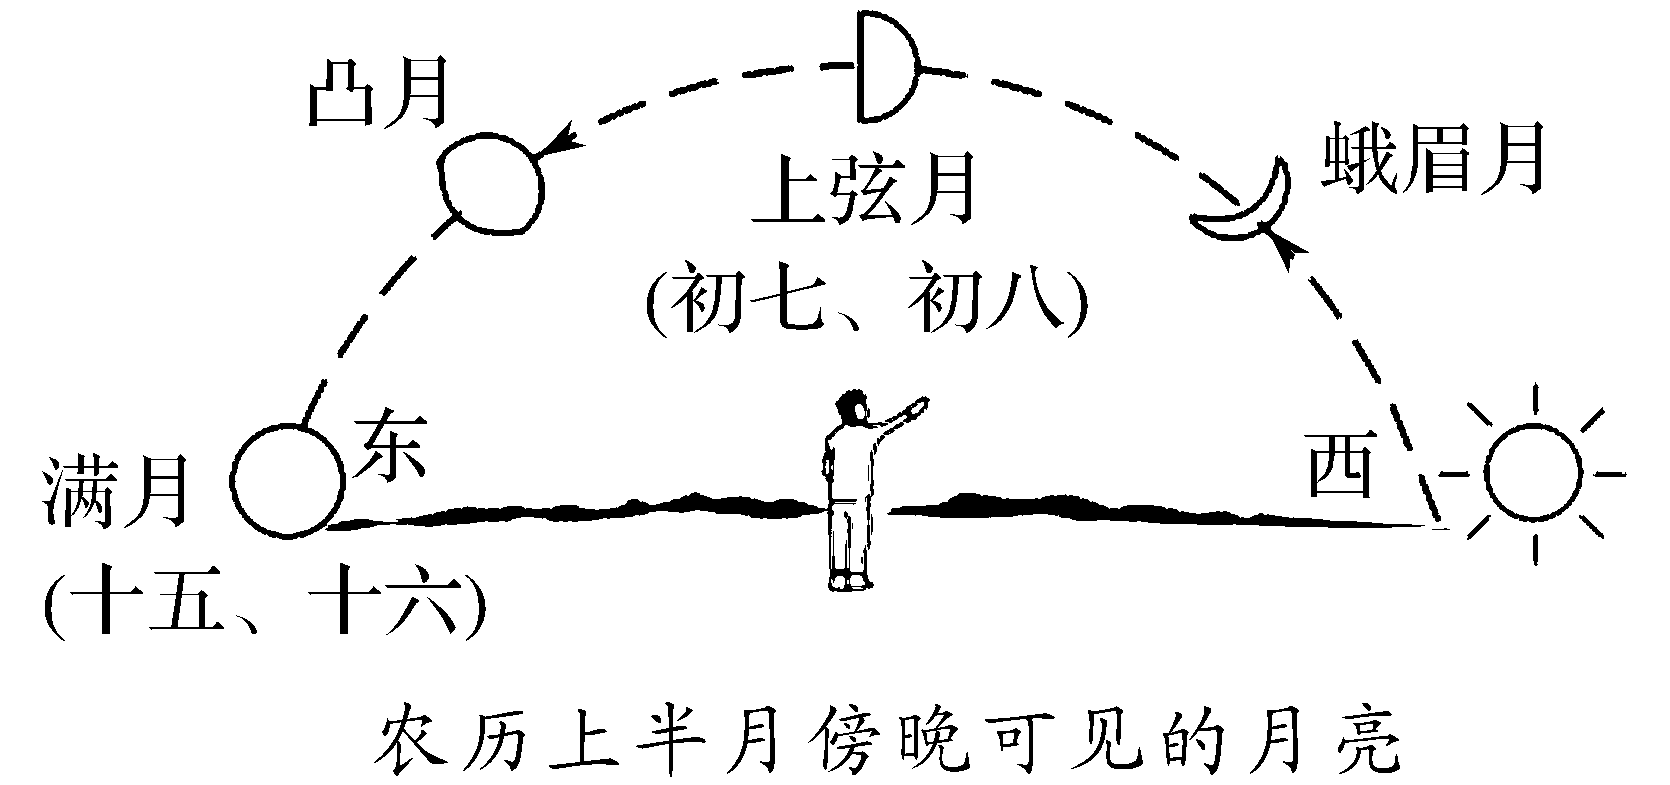 凸月
上弦月
(初七、初八)
蛾眉月
东
西
满月
(十五、十六)
农历上半月傍晚可见的月亮